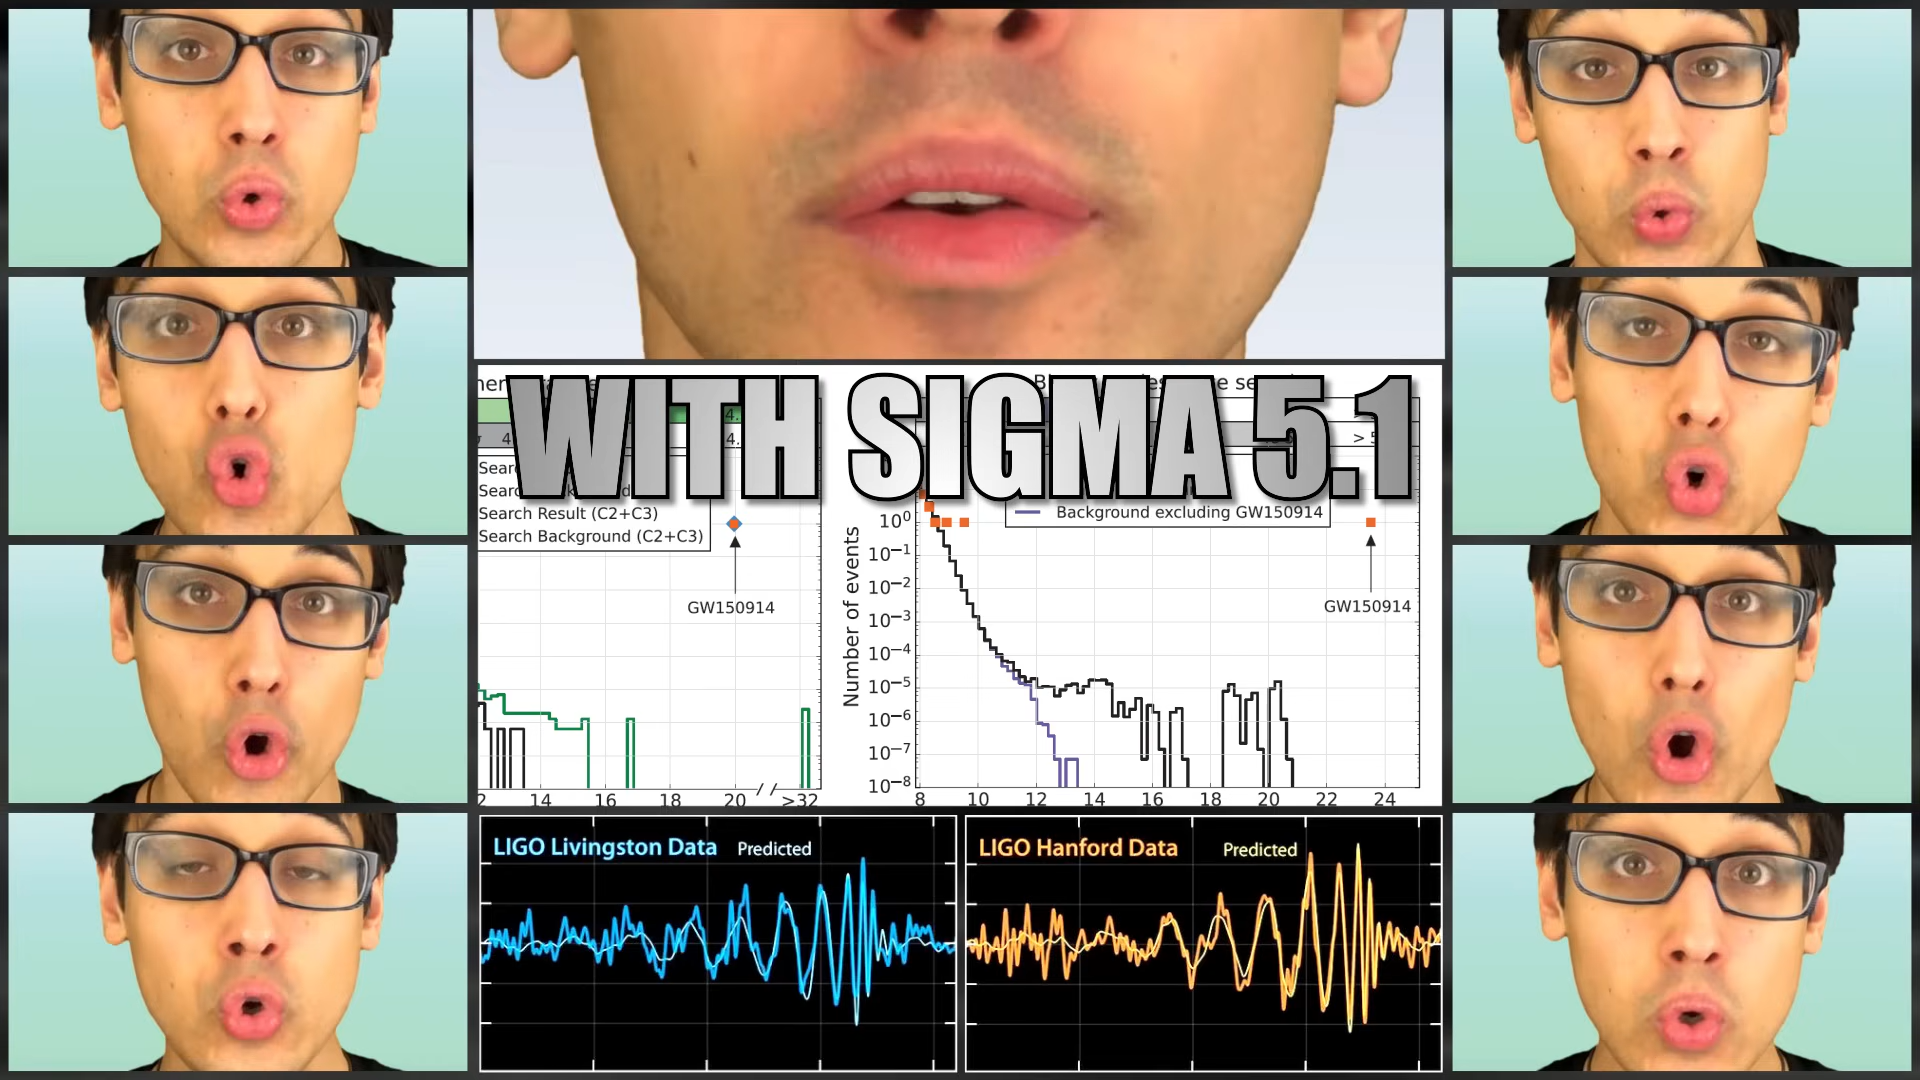 WITH SIGMA 5.1
4.
4.
Search Result (C2+C3)
Search Background (C2+C3)
GW150914
14
16
18
20
>32
Background excluding GW150914
Number of events
10⁰
10⁻¹
10⁻²
10⁻³
10⁻⁴
10⁻⁵
10⁻⁶
10⁻⁷
10⁻⁸
GW150914
8
10
12
14
16
18
20
22
24
LIGO Livingston Data Predicted
LIGO Hanford Data Predicted